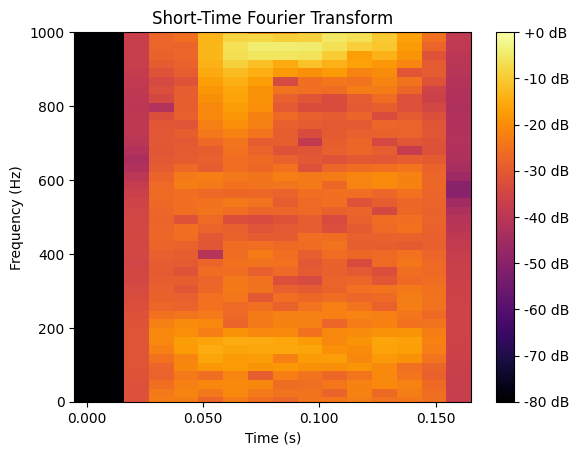 Short-Time Fourier Transform
1000
800
600
400
200
0
Frequency (Hz)
0.000
0.050
0.100
0.150
Time (s)
+0 dB
-10 dB
-20 dB
-30 dB
-40 dB
-50 dB
-60 dB
-70 dB
-80 dB